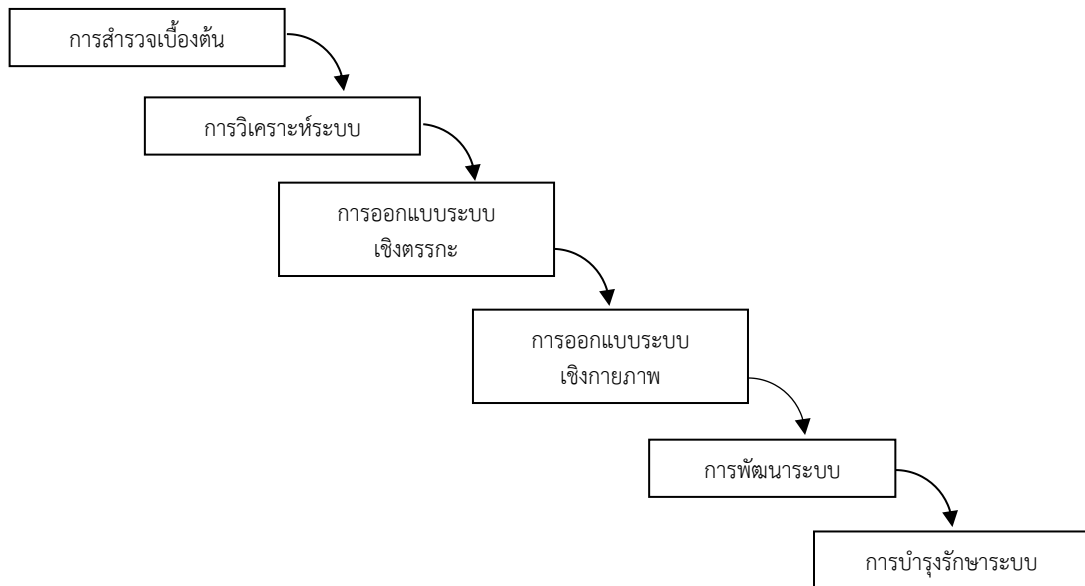 การสำรวจเบื้องต้น
การวิเคราะห์ระบบ
การออกแบบระบบ
เชิงตรรกะ
การออกแบบระบบ
เชิงกายภาพ
การพัฒนาระบบ
การบำรุงรักษาระบบ